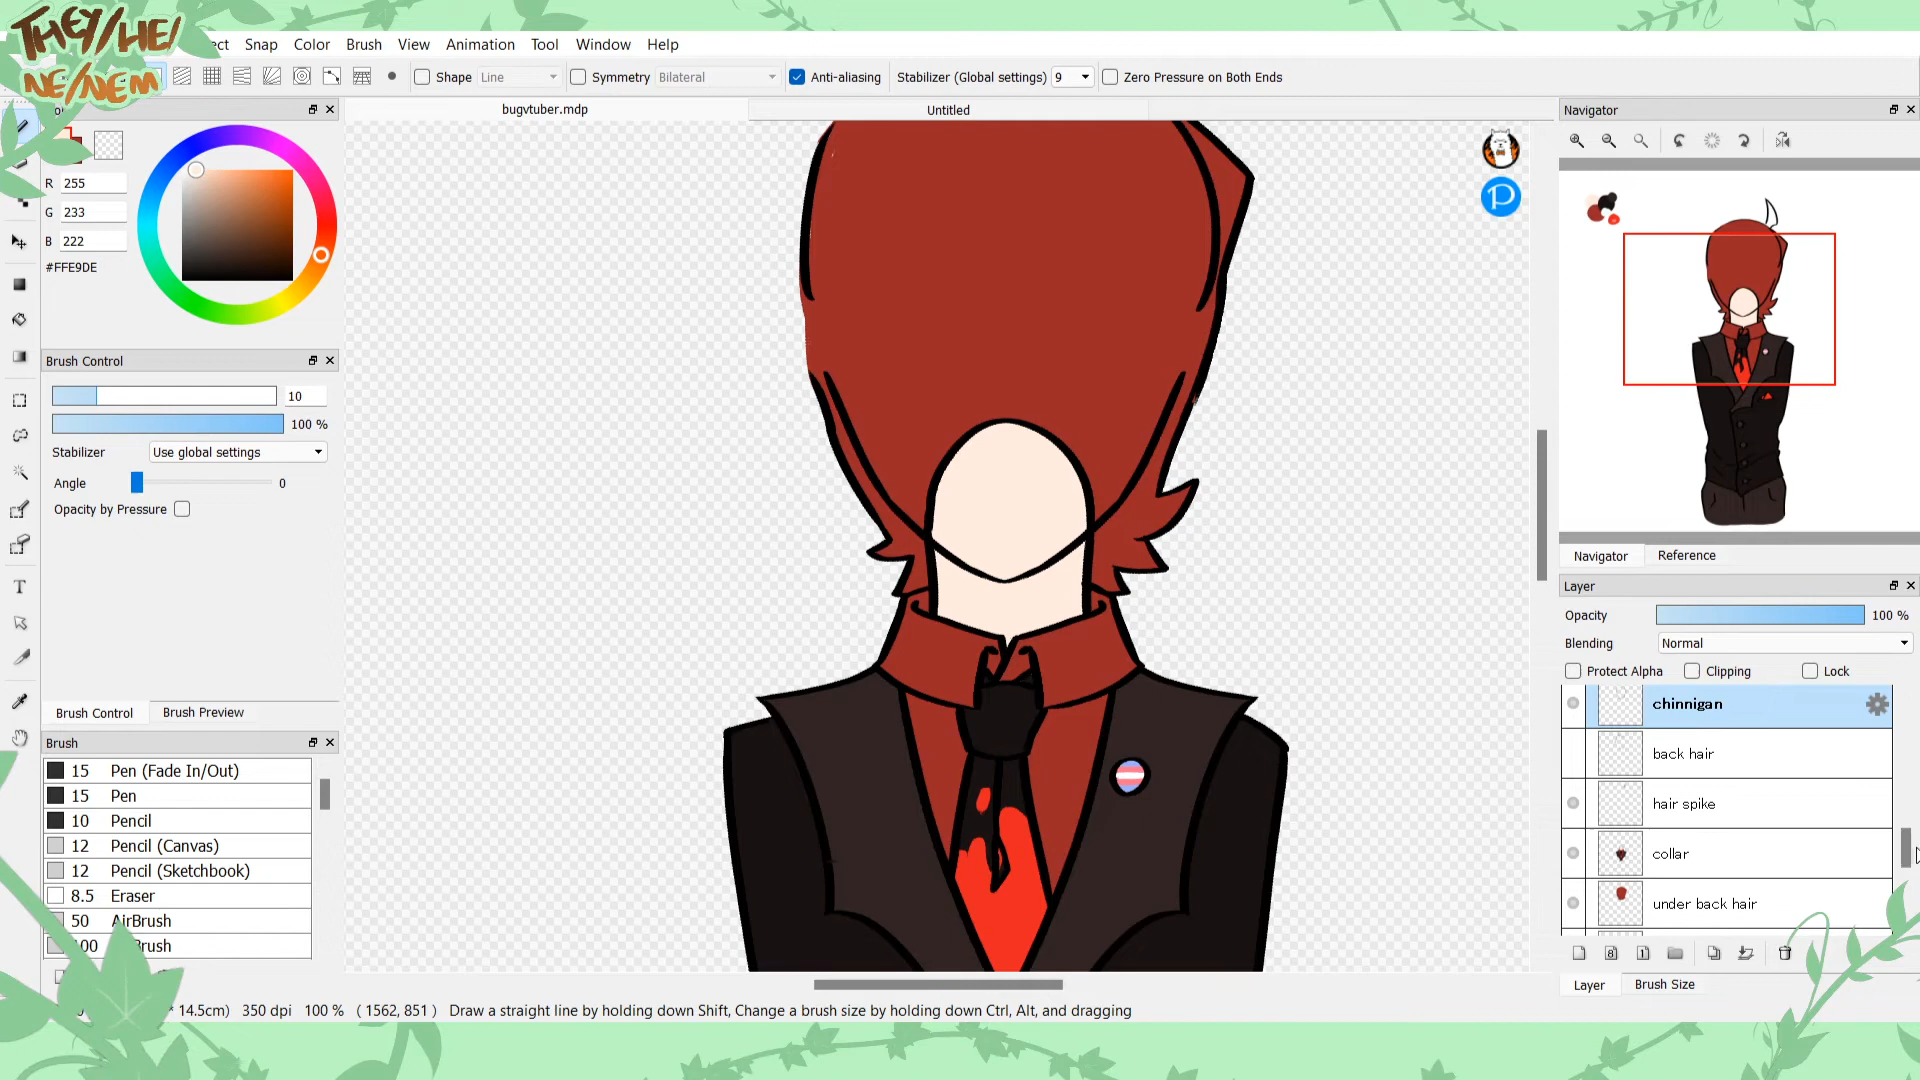 THEY/HE/
NE/NEM
ect Snap Color Brush View Animation Tool Window Help
Shape Line Symmetry Bilateral Anti-aliasing Stabilizer (Global settings) 9 Zero Pressure on Both Ends
bugvtuber.mdp Untitled
R 255
G 233
B 222
#FFE9DE
Brush Control
10
100 %
Stabilizer Use global settings
Angle 0
Opacity by Pressure
Brush Control Brush Preview
Brush
15 Pen (Fade In/Out)
15 Pen
10 Pencil
12 Pencil (Canvas)
12 Pencil (Sketchbook)
8.5 Eraser
50 AirBrush
100 rush
* 14.5cm) 350 dpi 100 % ( 1562, 851 ) Draw a straight line by holding down Shift, Change a brush size by holding down Ctrl, Alt, and dragging
P
Navigator
Navigator Reference
Layer
Opacity 100 %
Blending Normal
Protect Alpha Clipping Lock
chinnigan
back hair
hair spike
collar
under back hair
8 1
Layer Brush Size